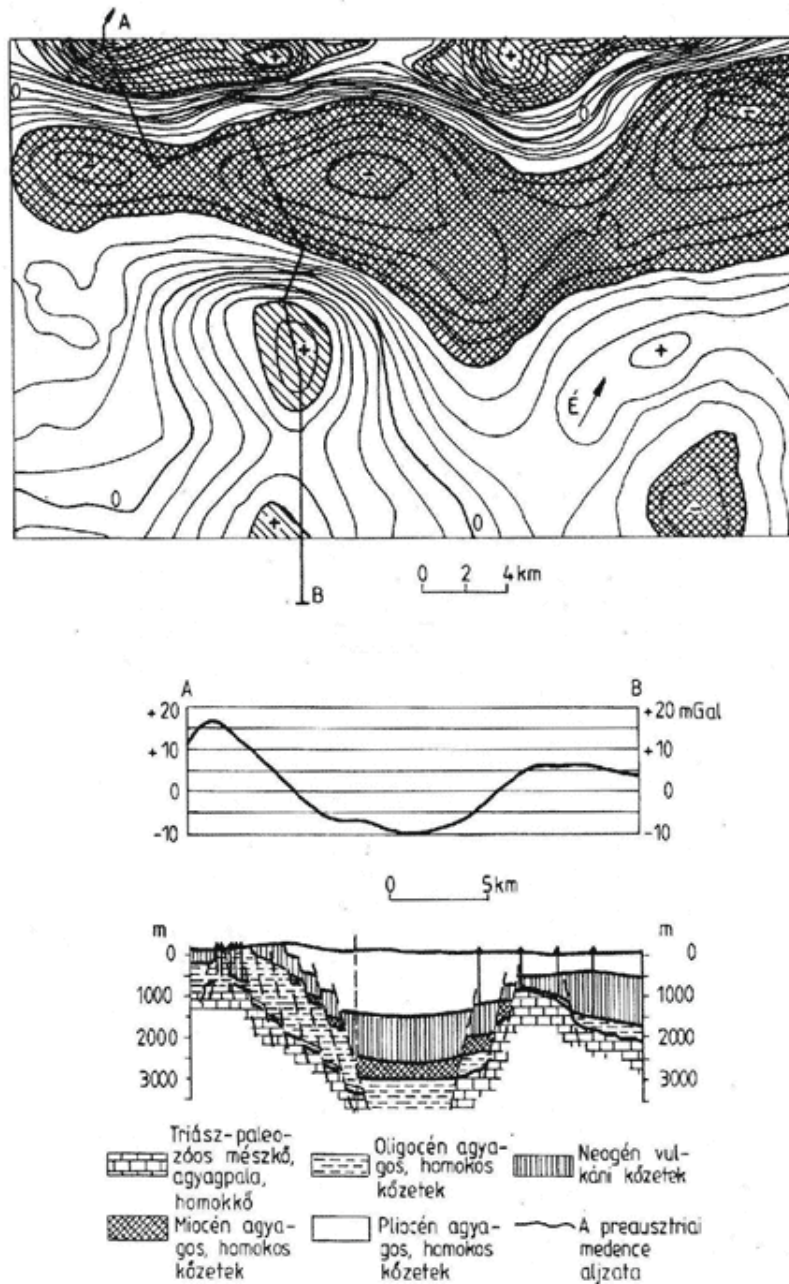 A
0
0
É
0
0
B
0 2 4 km
A B
+20 +20 mGal
+10 +10
0 0
-10 -10
0 5km
m m
0 0
1000 1000
2000 2000
3000 3000
Triász-paleo-
zóos mészkő,
agyagpala,
homokkő
Oligocén agya-
gos, homokos
kőzetek
Neogén vul-
káni kőzetek
Miocén agya-
gos, homokos
kőzetek
Pliocén agya-
gos, homokos
kőzetek
A preausztriai
medence
aljzata